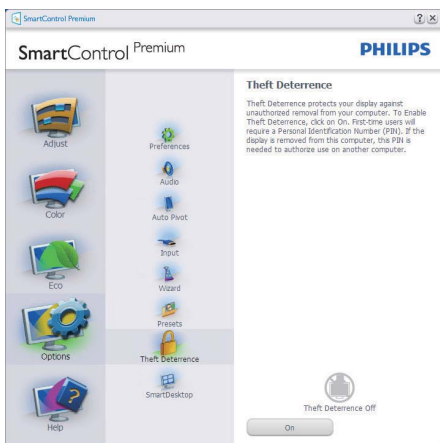 SmartControl Premium
SmartControl Premium
PHILIPS
Adjust
Color
Eco
Options
Help
Preferences
Audio
Auto Pivot
Input
Wizard
Presets
Theft Deterrence
SmartDesktop
Theft Deterrence
Theft Deterrence protects your display against
unauthorized removal from your computer. To Enable
Theft Deterrence, click on On. First-time users will
require a Personal Identification Number (PIN). If the
display is removed from this computer, this PIN is
needed to authorize use on another computer.
Theft Deterrence Off
On